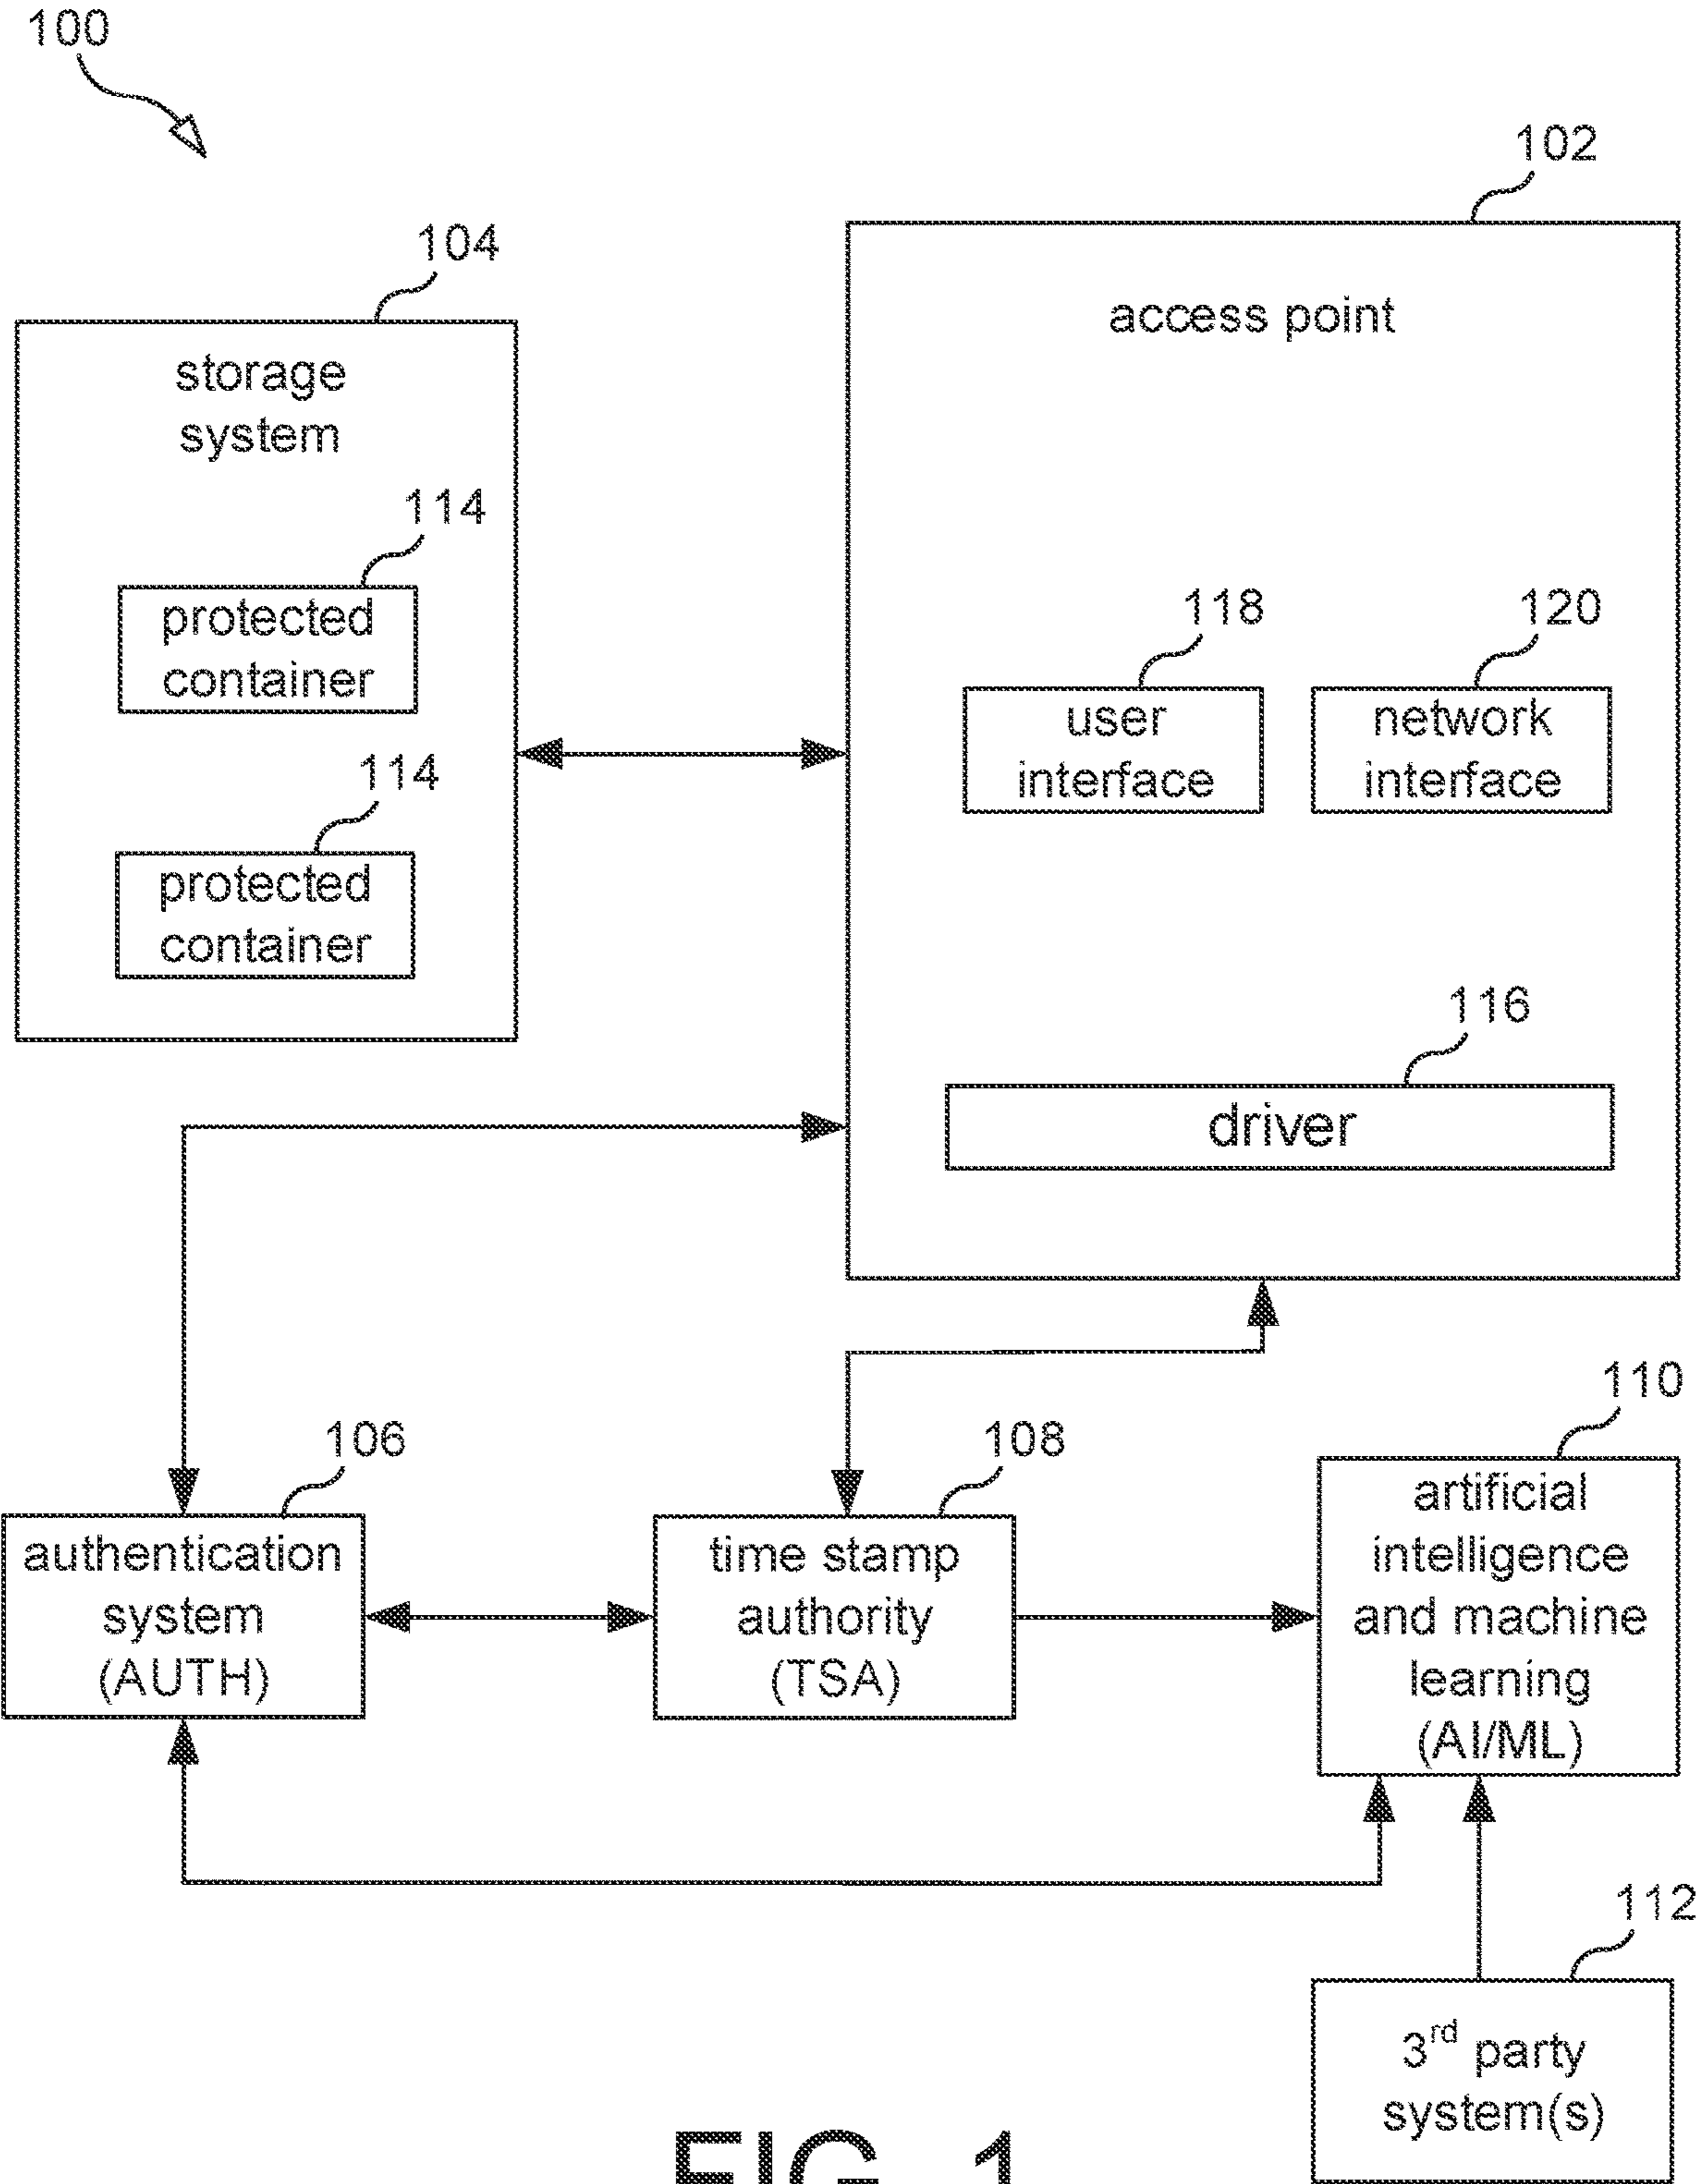 100
102
104
access point
storage
system
114
protected
container
118
120
user
interface
network
interface
114
protected
container
116
driver
110
106
108
authentication
system
(AUTH)
time stamp
authority
(TSA)
artificial
intelligence
and machine
learning
(AI/ML)
112
3rd party
system(s)
FIG. 1